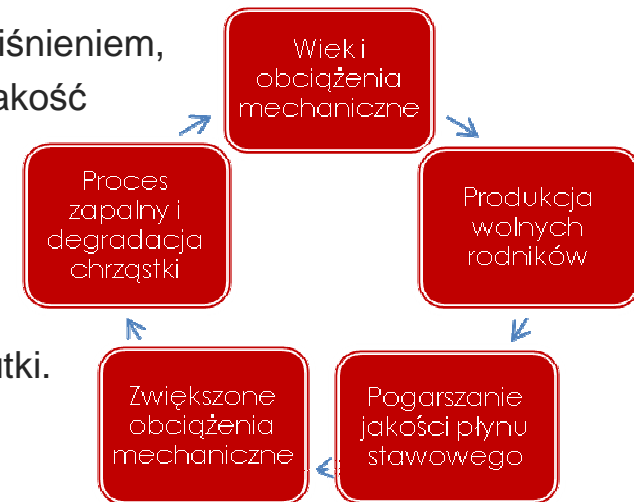 iśnieniem,
akość
utki.
Wiek i
obciążenia
mechaniczne
Produkcja
wolnych
rodników
Pogarszanie
jakości płynu
stawowego
Zwiększone
obciążenia
mechaniczne
Proces
zapalny i
degradacja
chrząstki